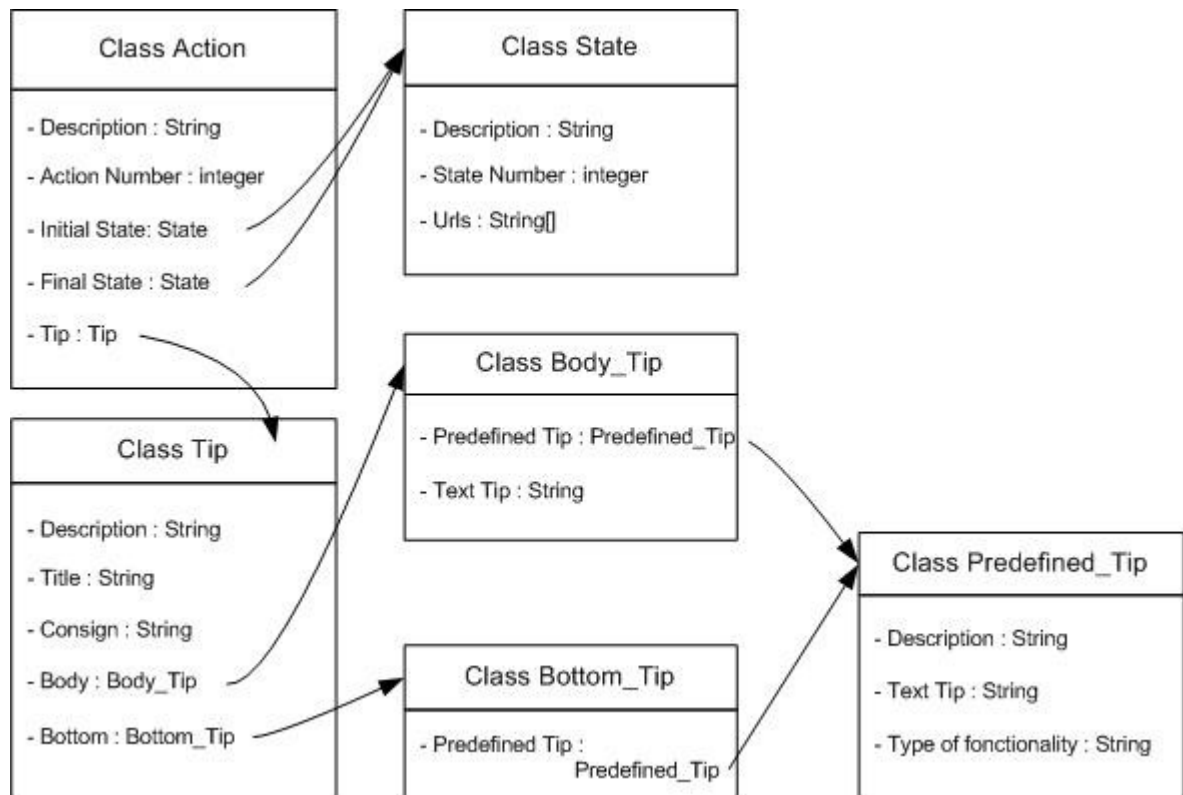 Class Action
- Description : String
- Action Number : integer
- Initial State: State
- Final State : State
- Tip : Tip
Class State
- Description : String
- State Number : integer
- Urls : String[]
Class Tip
- Description : String
- Title : String
- Consign : String
- Body : Body_Tip
- Bottom : Bottom_Tip
Class Body_Tip
- Predefined Tip : Predefined_Tip
- Text Tip : String
Class Bottom_Tip
- Predefined Tip :
Predefined_Tip
Class Predefined_Tip
- Description : String
- Text Tip : String
- Type of fonctionality : String